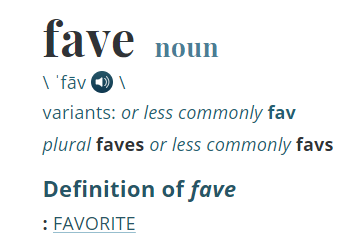 fave noun
\ ˈfāv \
variants: or less commonly fav
plural faves or less commonly favs
Definition of fave
: FAVORITE